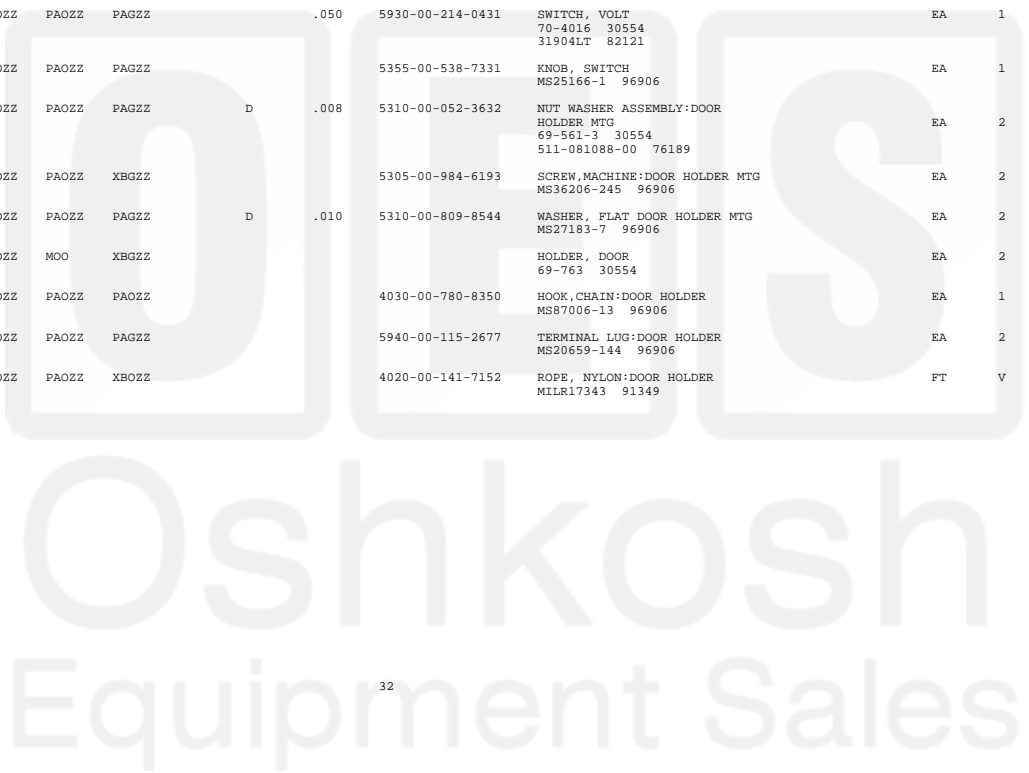 PAOZZ PAGZZ .050 5930-00-214-0431 SWITCH, VOLT EA 1
70-4016 30554
31904LT 82121
PAOZZ PAGZZ 5355-00-538-7331 KNOB, SWITCH EA 1
MS25166-1 96906
PAOZZ PAGZZ D .008 5310-00-052-3632 NUT WASHER ASSEMBLY:DOOR
HOLDER MTG EA 2
69-561-3 30554
511-081088-00 76189
PAOZZ XBGZZ 5305-00-984-6193 SCREW,MACHINE:DOOR HOLDER MTG EA 2
MS36206-245 96906
PAOZZ PAGZZ D .010 5310-00-809-8544 WASHER, FLAT DOOR HOLDER MTG EA 2
MS27183-7 96906
MOO XBGZZ HOLDER, DOOR EA 2
69-763 30554
PAOZZ PAOZZ 4030-00-780-8350 HOOK,CHAIN:DOOR HOLDER EA 1
MS87006-13 96906
PAOZZ PAGZZ 5940-00-115-2677 TERMINAL LUG:DOOR HOLDER EA 2
MS20659-144 96906
PAOZZ XBOZZ 4020-00-141-7152 ROPE, NYLON:DOOR HOLDER FT V
MILR17343 91349
OES
Oshkosh
Equipment Sales
32